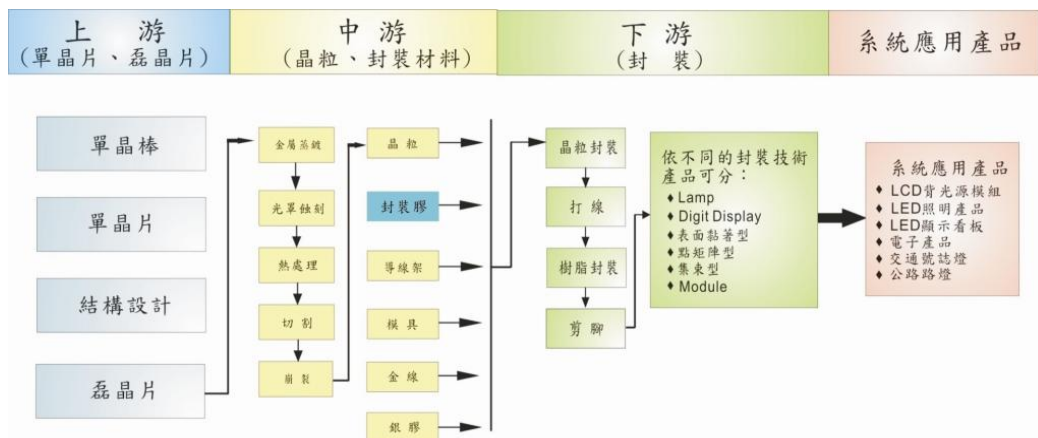 上 游
(單晶片、磊晶片)
中 游
(晶粒、封裝材料)
下 游
(封 裝)
系統應用產品
單晶棒
單晶片
結構設計
磊晶片
金屬蒸鍍
光罩蝕刻
熱處理
切割
崩裂
晶粒
封裝膠
導線架
模具
金線
銀膠
晶粒封裝
打線
樹脂封裝
剪腳
依不同的封裝技術
產品可分：
♦ Lamp
♦ Digit Display
♦ 表面黏著型
♦ 點矩陣型
♦ 集束型
♦ Module
系統應用產品
♦ LCD背光源模組
♦ LED照明產品
♦ LED顯示看板
♦ 電子產品
♦ 交通號誌燈
♦ 公路路燈